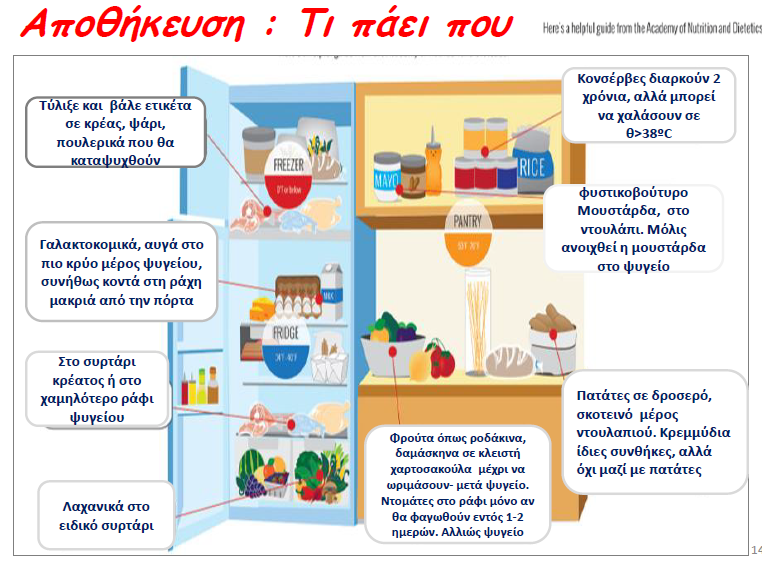 Αποθήκευση : Τι πάει που
Here's a helpful guide from the Academy of Nutrition and Dietetics
Τύλιξε και βάλε ετικέτα
σε κρέας, ψάρι,
πουλερικά που θα
καταψυχθούν
Γαλακτοκομικά, αυγά στο
πιο κρύο μέρος ψυγείου,
συνήθως κοντά στη ράχη
μακριά από την πόρτα
Στο συρτάρι
κρέατος ή στο
χαμηλότερο ράφι
ψυγείου
Λαχανικά στο
ειδικό συρτάρι
FREEZER
0°F or below
MILK
FRIDGE
MAYO
RICE
PANTRY
Κονσέρβες διαρκούν 2
χρόνια, αλλά μπορεί
να χαλάσουν σε
θ>38ºC
φυστικοβούτυρο
Μουστάρδα, στο
ντουλάπι. Μόλις
ανοιχθεί η μουστάρδα
στο ψυγείο
Πατάτες σε δροσερό,
σκοτεινό μέρος
ντουλαπιού. Κρεμμύδια
ίδιες συνθήκες, αλλά
όχι μαζί με πατάτες
Φρούτα όπως ροδάκινα,
δαμάσκηνα σε κλειστή
χαρτοσακούλα μέχρι να
ωριμάσουν- μετά ψυγείο.
Ντομάτες στο ράφι μόνο αν
θα φαγωθούν εντός 1-2
ημερών. Αλλιώς ψυγείο
14